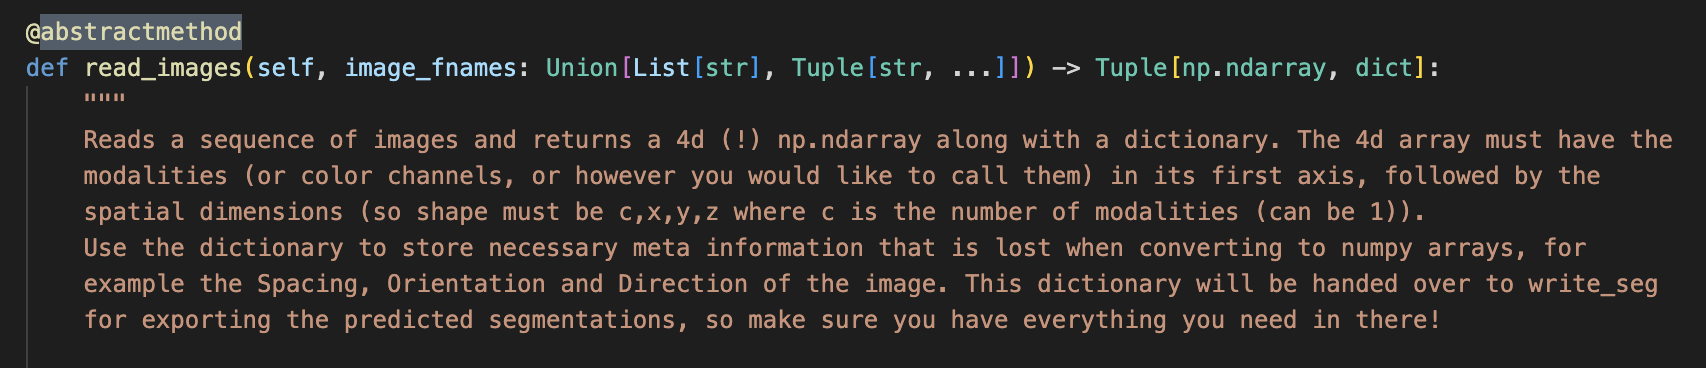 @abstractmethod
def read_images(self, image_fnames: Union[List[str], Tuple[str, ...]]) -> Tuple[np.ndarray, dict]:
"""
Reads a sequence of images and returns a 4d (!) np.ndarray along with a dictionary. The 4d array must have the
modalities (or color channels, or however you would like to call them) in its first axis, followed by the
spatial dimensions (so shape must be c,x,y,z where c is the number of modalities (can be 1)).
Use the dictionary to store necessary meta information that is lost when converting to numpy arrays, for
example the Spacing, Orientation and Direction of the image. This dictionary will be handed over to write_seg
for exporting the predicted segmentations, so make sure you have everything you need in there!